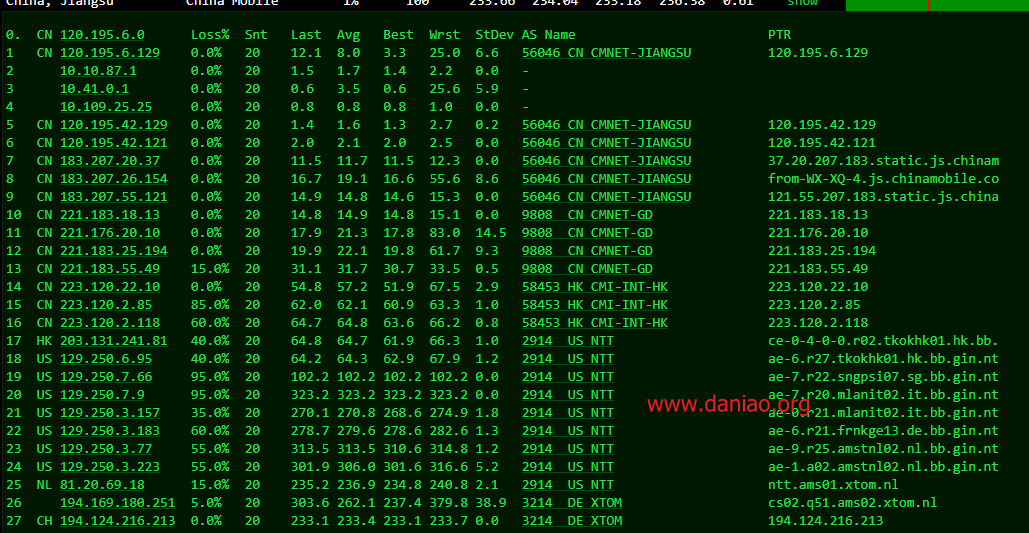 China, Jiangsu China Mobile 1% 100 233.66 234.04 233.18 236.38 0.61 show
0. CN 120.195.6.0 Loss% Snt Last Avg Best Wrst StDev AS Name PTR
1 CN 120.195.6.129 0.0% 20 12.1 8.0 3.3 25.0 6.6 56046 CN CMNET-JIANGSU 120.195.6.129
2 10.10.87.1 0.0% 20 1.5 1.7 1.4 2.2 0.0 -
3 10.41.0.1 0.0% 20 0.6 3.5 0.6 25.6 5.9 -
4 10.109.25.25 0.0% 20 0.8 0.8 0.8 1.0 0.0 -
5 CN 120.195.42.129 0.0% 20 1.4 1.6 1.3 2.7 0.2 56046 CN CMNET-JIANGSU 120.195.42.129
6 CN 120.195.42.121 0.0% 20 2.0 2.1 2.0 2.5 0.0 56046 CN CMNET-JIANGSU 120.195.42.121
7 CN 183.207.20.37 0.0% 20 11.5 11.7 11.5 12.3 0.0 56046 CN CMNET-JIANGSU 37.20.207.183.static.js.chinam
8 CN 183.207.26.154 0.0% 20 16.7 19.1 16.6 55.6 8.6 56046 CN CMNET-JIANGSU from-WX-XQ-4.js.chinamobile.co
9 CN 183.207.55.121 0.0% 20 14.9 14.8 14.6 15.3 0.0 56046 CN CMNET-JIANGSU 121.55.207.183.static.js.china
10 CN 221.183.18.13 0.0% 20 14.8 14.9 14.8 15.1 0.0 9808 CN CMNET-GD 221.183.18.13
11 CN 221.176.20.10 0.0% 20 17.9 21.3 17.8 83.0 14.5 9808 CN CMNET-GD 221.176.20.10
12 CN 221.183.25.194 0.0% 20 19.9 22.1 19.8 61.7 9.3 9808 CN CMNET-GD 221.183.25.194
13 CN 221.183.55.49 15.0% 20 31.1 31.7 30.7 33.5 0.5 9808 CN CMNET-GD 221.183.55.49
14 CN 223.120.22.10 0.0% 20 54.8 57.2 51.9 67.5 2.9 58453 HK CMI-INT-HK 223.120.22.10
15 CN 223.120.2.85 85.0% 20 62.0 62.1 60.9 63.3 1.0 58453 HK CMI-INT-HK 223.120.2.85
16 CN 223.120.2.118 60.0% 20 64.7 64.8 63.6 66.2 0.8 58453 HK CMI-INT-HK 223.120.2.118
17 HK 203.131.241.81 40.0% 20 64.8 64.7 61.9 66.3 1.0 2914 US NTT ce-0-4-0-0.r02.tkokhk01.hk.bb.
18 US 129.250.6.95 40.0% 20 64.2 64.3 62.9 67.9 1.2 2914 US NTT ae-6.r27.tkokhk01.hk.bb.gin.nt
19 US 129.250.7.66 95.0% 20 102.2 102.2 102.2 102.2 0.0 2914 US NTT ae-7.r22.sngpsi07.sg.bb.gin.nt
20 US 129.250.7.9 95.0% 20 323.2 323.2 323.2 323.2 0.0 2914 US NTT ae-7.r20.mlanit02.it.bb.gin.nt
www.daniao.org
21 US 129.250.3.157 35.0% 20 270.1 270.8 268.6 274.9 1.8 2914 US NTT ae-6.r21.mlanit02.it.bb.gin.nt
22 US 129.250.3.183 60.0% 20 278.7 279.6 278.6 282.6 1.3 2914 US NTT ae-6.r21.frnkge13.de.bb.gin.nt
23 US 129.250.3.77 55.0% 20 313.5 313.5 310.6 314.8 1.2 2914 US NTT ae-9.r25.amstnl02.nl.bb.gin.nt
24 US 129.250.3.223 55.0% 20 301.9 306.0 301.6 316.6 5.2 2914 US NTT ae-1.a02.amstnl02.nl.bb.gin.nt
25 NL 81.20.69.18 15.0% 20 235.2 236.9 234.8 240.8 2.1 2914 US NTT ntt.ams01.xtom.nl
26 194.169.180.251 5.0% 20 303.6 262.1 237.4 379.8 38.9 3214 DE XTOM cs02.q51.ams02.xtom.nl
27 CH 194.124.216.213 0.0% 20 233.1 233.4 233.1 233.7 0.0 3214 DE XTOM 194.124.216.213